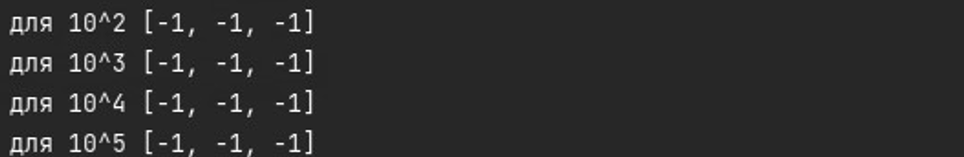 для 10^2 [-1, -1, -1]
для 10^3 [-1, -1, -1]
для 10^4 [-1, -1, -1]
для 10^5 [-1, -1, -1]